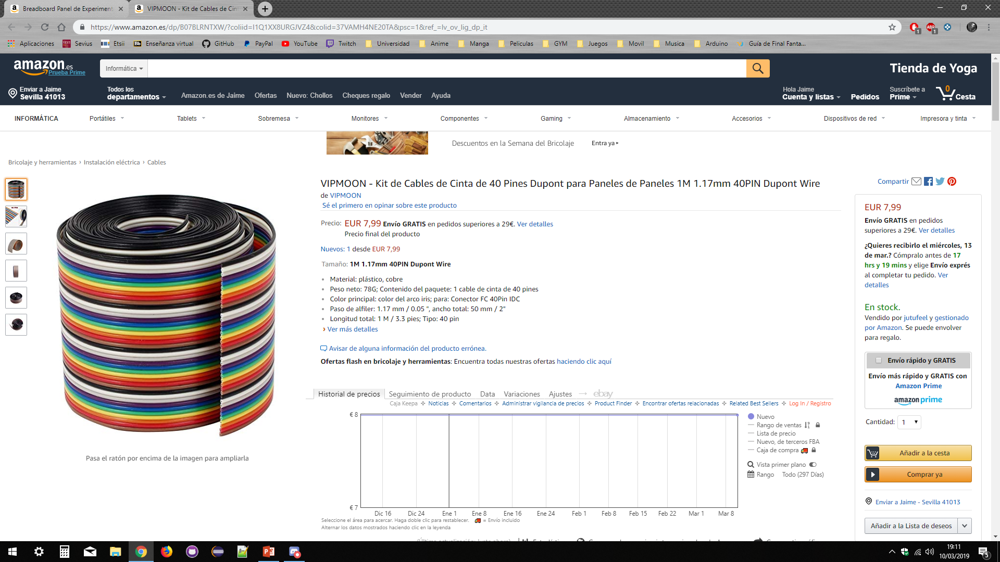 Breadboard Panel de Experiment
VIPMOON - Kit de Cables de Cin
https://www.amazon.es/dp/B07BLRNTXW/?coliid=I1Q1XX8URGJVZ4&colid=37VAMH4NE20TA&psc=1&ref_=lv_ov_lig_dp_it
Aplicaciones Sevius Etsii Enseñanza virtual GitHub PayPal YouTube Twitch Universidad Anime Manga Peliculas GYM Juegos Movil Musica Arduino Guía de Final Fanta...
amazon.es
Prueba Prime
Informática
Tienda de Yoga
Enviar a Jaime
Sevilla 41013
Todos los
departamentos
Amazon.es de Jaime Ofertas Nuevo: Chollos Cheques regalo Vender Ayuda
Hola Jaime
Cuenta y listas
Pedidos
Suscríbete a
Prime
0
Cesta
INFORMÁTICA Portátiles Tablets Sobremesa Monitores Componentes Gaming Almacenamiento Accesorios Dispositivos de red Impresora y tinta
Descuentos en la Semana del Bricolaje Entra ya ▸
Bricolaje y herramientas › Instalación eléctrica › Cables
VIPMOON - Kit de Cables de Cinta de 40 Pines Dupont para Paneles de Paneles 1M 1.17mm 40PIN Dupont Wire
de VIPMOON
Sé el primero en opinar sobre este producto
Precio: EUR 7,99 Envío GRATIS en pedidos superiores a 29€. Ver detalles
Precio final del producto
Nuevos: 1 desde EUR 7,99
Tamaño: 1M 1.17mm 40PIN Dupont Wire
• Material: plástico, cobre
• Peso neto: 78G; Contenido del paquete: 1 cable de cinta de 40 pines
• Color principal: color del arco iris; para: Conector FC 40Pin IDC
• Paso de alfiler: 1.17 mm / 0.05 ", ancho total: 50 mm / 2"
• Longitud total: 1 M / 3.3 pies; Tipo: 40 pin
› Ver más detalles
Avisar de alguna información del producto errónea.
Ofertas flash en bricolaje y herramientas: Encuentra todas nuestras ofertas haciendo clic aquí
Pasa el ratón por encima de la imagen para ampliarla
Historial de precios Seguimiento de producto Data Variaciones Ajustes → ebay
Caja Keepa Noticias Comentarios Administrar vigilancia de precios Product Finder Encontrar ofertas relacionadas Related Best Sellers Log In / Registro
€ 8
€ 7
Dic 16 Dic 24 Ene 1 Ene 8 Ene 16 Ene 24 Feb 1 Feb 8 Feb 15 Feb 22 Mar 1 Mar 8
Nuevo
Rango de ventas
Lista de precio
Nuevo, de terceros FBA
Caja de compra
Vista primer plano
Rango Todo (297 Días)
Seleccione el área para acercar. Haga doble clic para restablecer. = Envío incluido
Alternar los datos mostrados haciendo clic en la leyenda
Compartir
EUR 7,99
Envío GRATIS en pedidos
superiores a 29€. Ver detalles
¿Quieres recibirlo el miércoles, 13
de mar.? Cómpralo antes de 17
hrs y 19 mins y elige Envío exprés
al completar tu pedido. Ver
detalles
En stock.
Vendido por jutufeel y gestionado
por Amazon. Se puede envolver
para regalo.
Envío rápido y GRATIS
Envío más rápido y GRATIS con
Amazon Prime
amazon prime
Cantidad: 1
Añadir a la cesta
Comprar ya
Enviar a Jaime - Sevilla 41013
Añadir a la Lista de deseos
19:11
10/03/2019
5